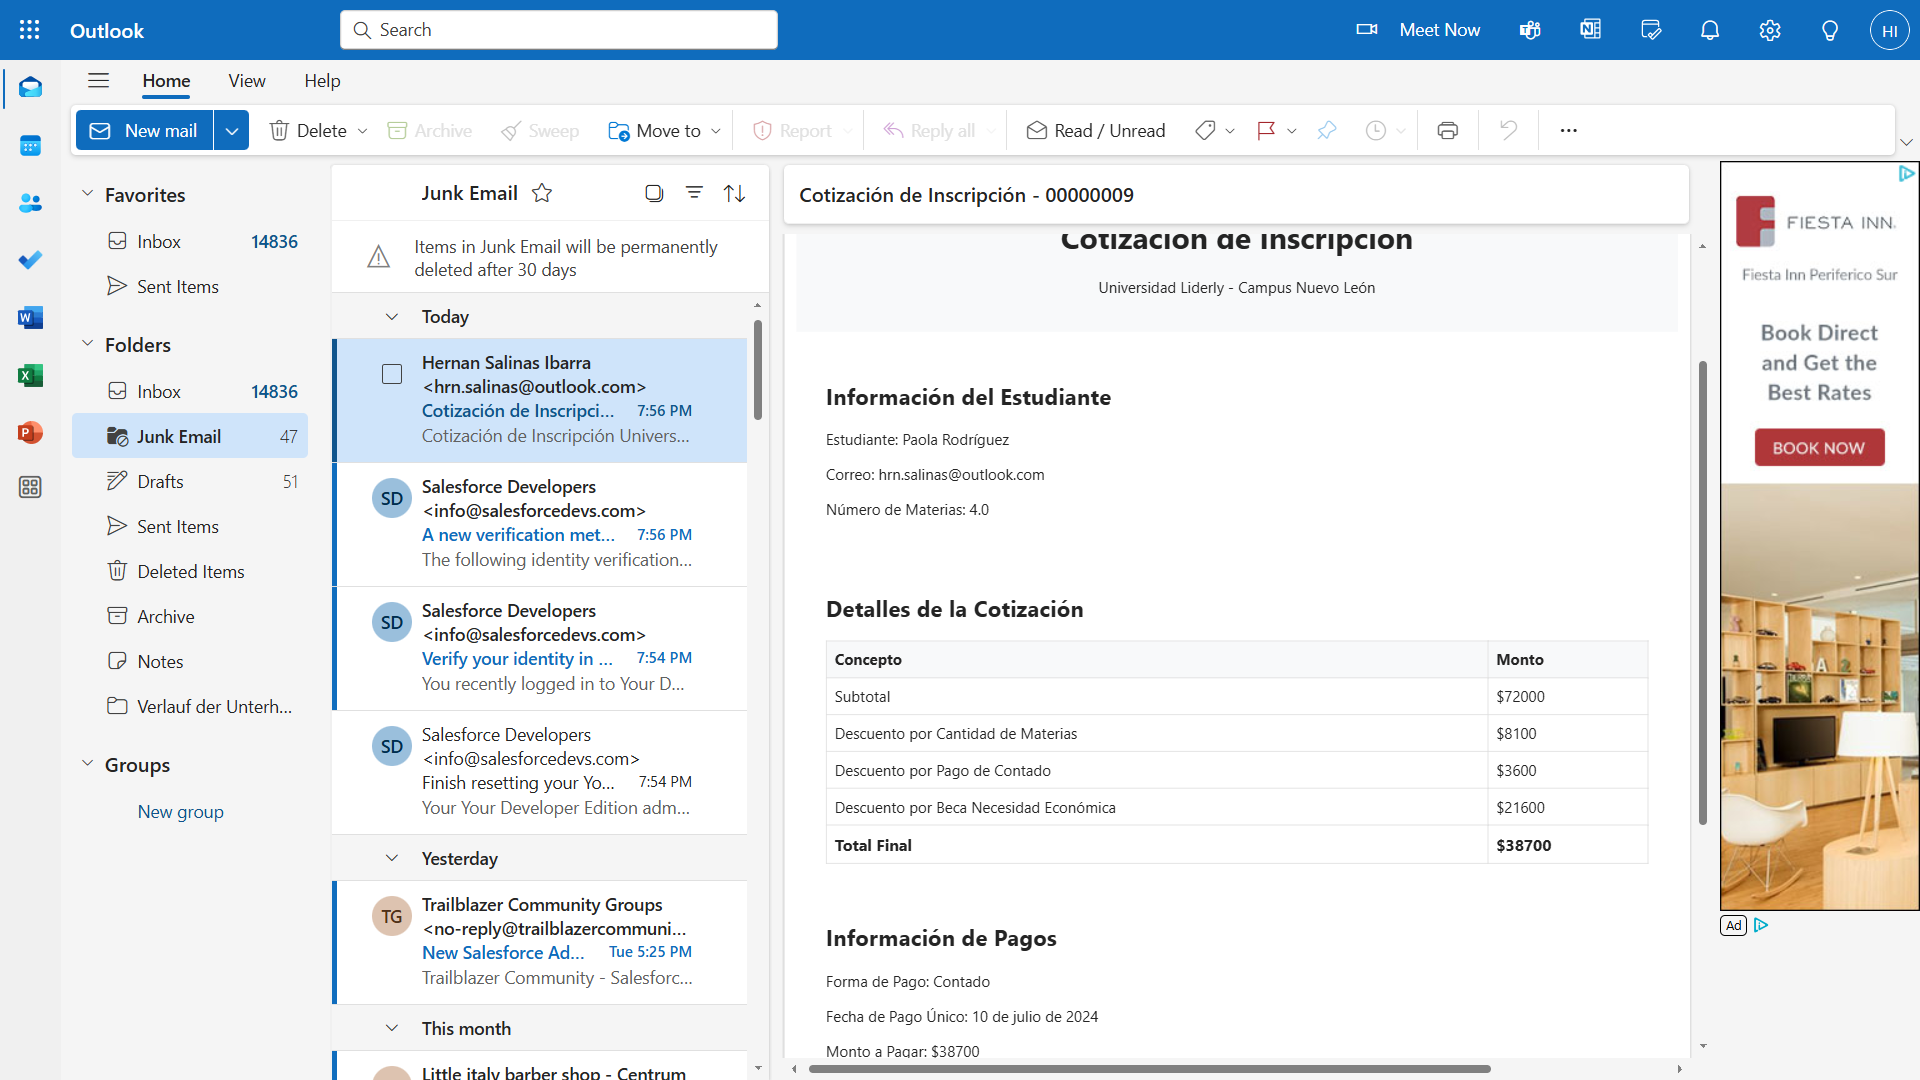 Outlook
Search
Meet Now
HI
Home
View
Help
New mail
Delete
Archive
Sweep
Move to
Report
Reply all
Read / Unread
Favorites
Inbox 14836
Sent Items
Folders
Inbox 14836
Junk Email 47
Drafts 51
Sent Items
Deleted Items
Archive
Notes
Verlauf der Unterh...
Groups
New group
Junk Email
Items in Junk Email will be permanently
deleted after 30 days
Today
Hernan Salinas Ibarra
<hrn.salinas@outlook.com>
Cotización de Inscripci... 7:56 PM
Cotización de Inscripción Univers...
SD
Salesforce Developers
<info@salesforcedevs.com>
A new verification met... 7:56 PM
The following identity verification...
SD
Salesforce Developers
<info@salesforcedevs.com>
Verify your identity in ... 7:54 PM
You recently logged in to Your D...
SD
Salesforce Developers
<info@salesforcedevs.com>
Finish resetting your Yo... 7:54 PM
Your Your Developer Edition adm...
Yesterday
TG
Trailblazer Community Groups
<no-reply@trailblazercommuni...
New Salesforce Ad... Tue 5:25 PM
Trailblazer Community - Salesforc...
This month
Little italy barber shop - Centrum
Cotización de Inscripción - 00000009
Cotización de Inscripción
Universidad Liderly - Campus Nuevo León
Información del Estudiante
Estudiante: Paola Rodríguez
Correo: hrn.salinas@outlook.com
Número de Materias: 4.0
Detalles de la Cotización
Concepto Monto
Subtotal $72000
Descuento por Cantidad de Materias $8100
Descuento por Pago de Contado $3600
Descuento por Beca Necesidad Económica $21600
Total Final $38700
Información de Pagos
Forma de Pago: Contado
Fecha de Pago Único: 10 de julio de 2024
Monto a Pagar: $38700
FIESTA INN.
Fiesta Inn Periferico Sur
Book Direct
and Get the
Best Rates
BOOK NOW
A 2
Ad